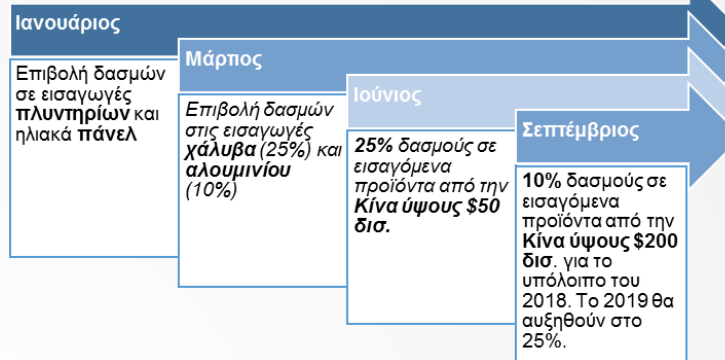 Ιανουάριος
Επιβολή δασμών
σε εισαγωγές
πλυντηρίων και
ηλιακά πάνελ
Μάρτιος
Επιβολή δασμών
στις εισαγωγές
χάλυβα (25%) και
αλουμινίου
(10%)
Ιούνιος
25% δασμούς σε
εισαγόμενα
προϊόντα από την
Κίνα ύψους $50
δισ.
Σεπτέμβριος
10% δασμούς σε
εισαγόμενα
προϊόντα από την
Κίνα ύψους $200
δισ. για το
υπόλοιπο του
2018. Το 2019 θα
αυξηθούν στο
25%.